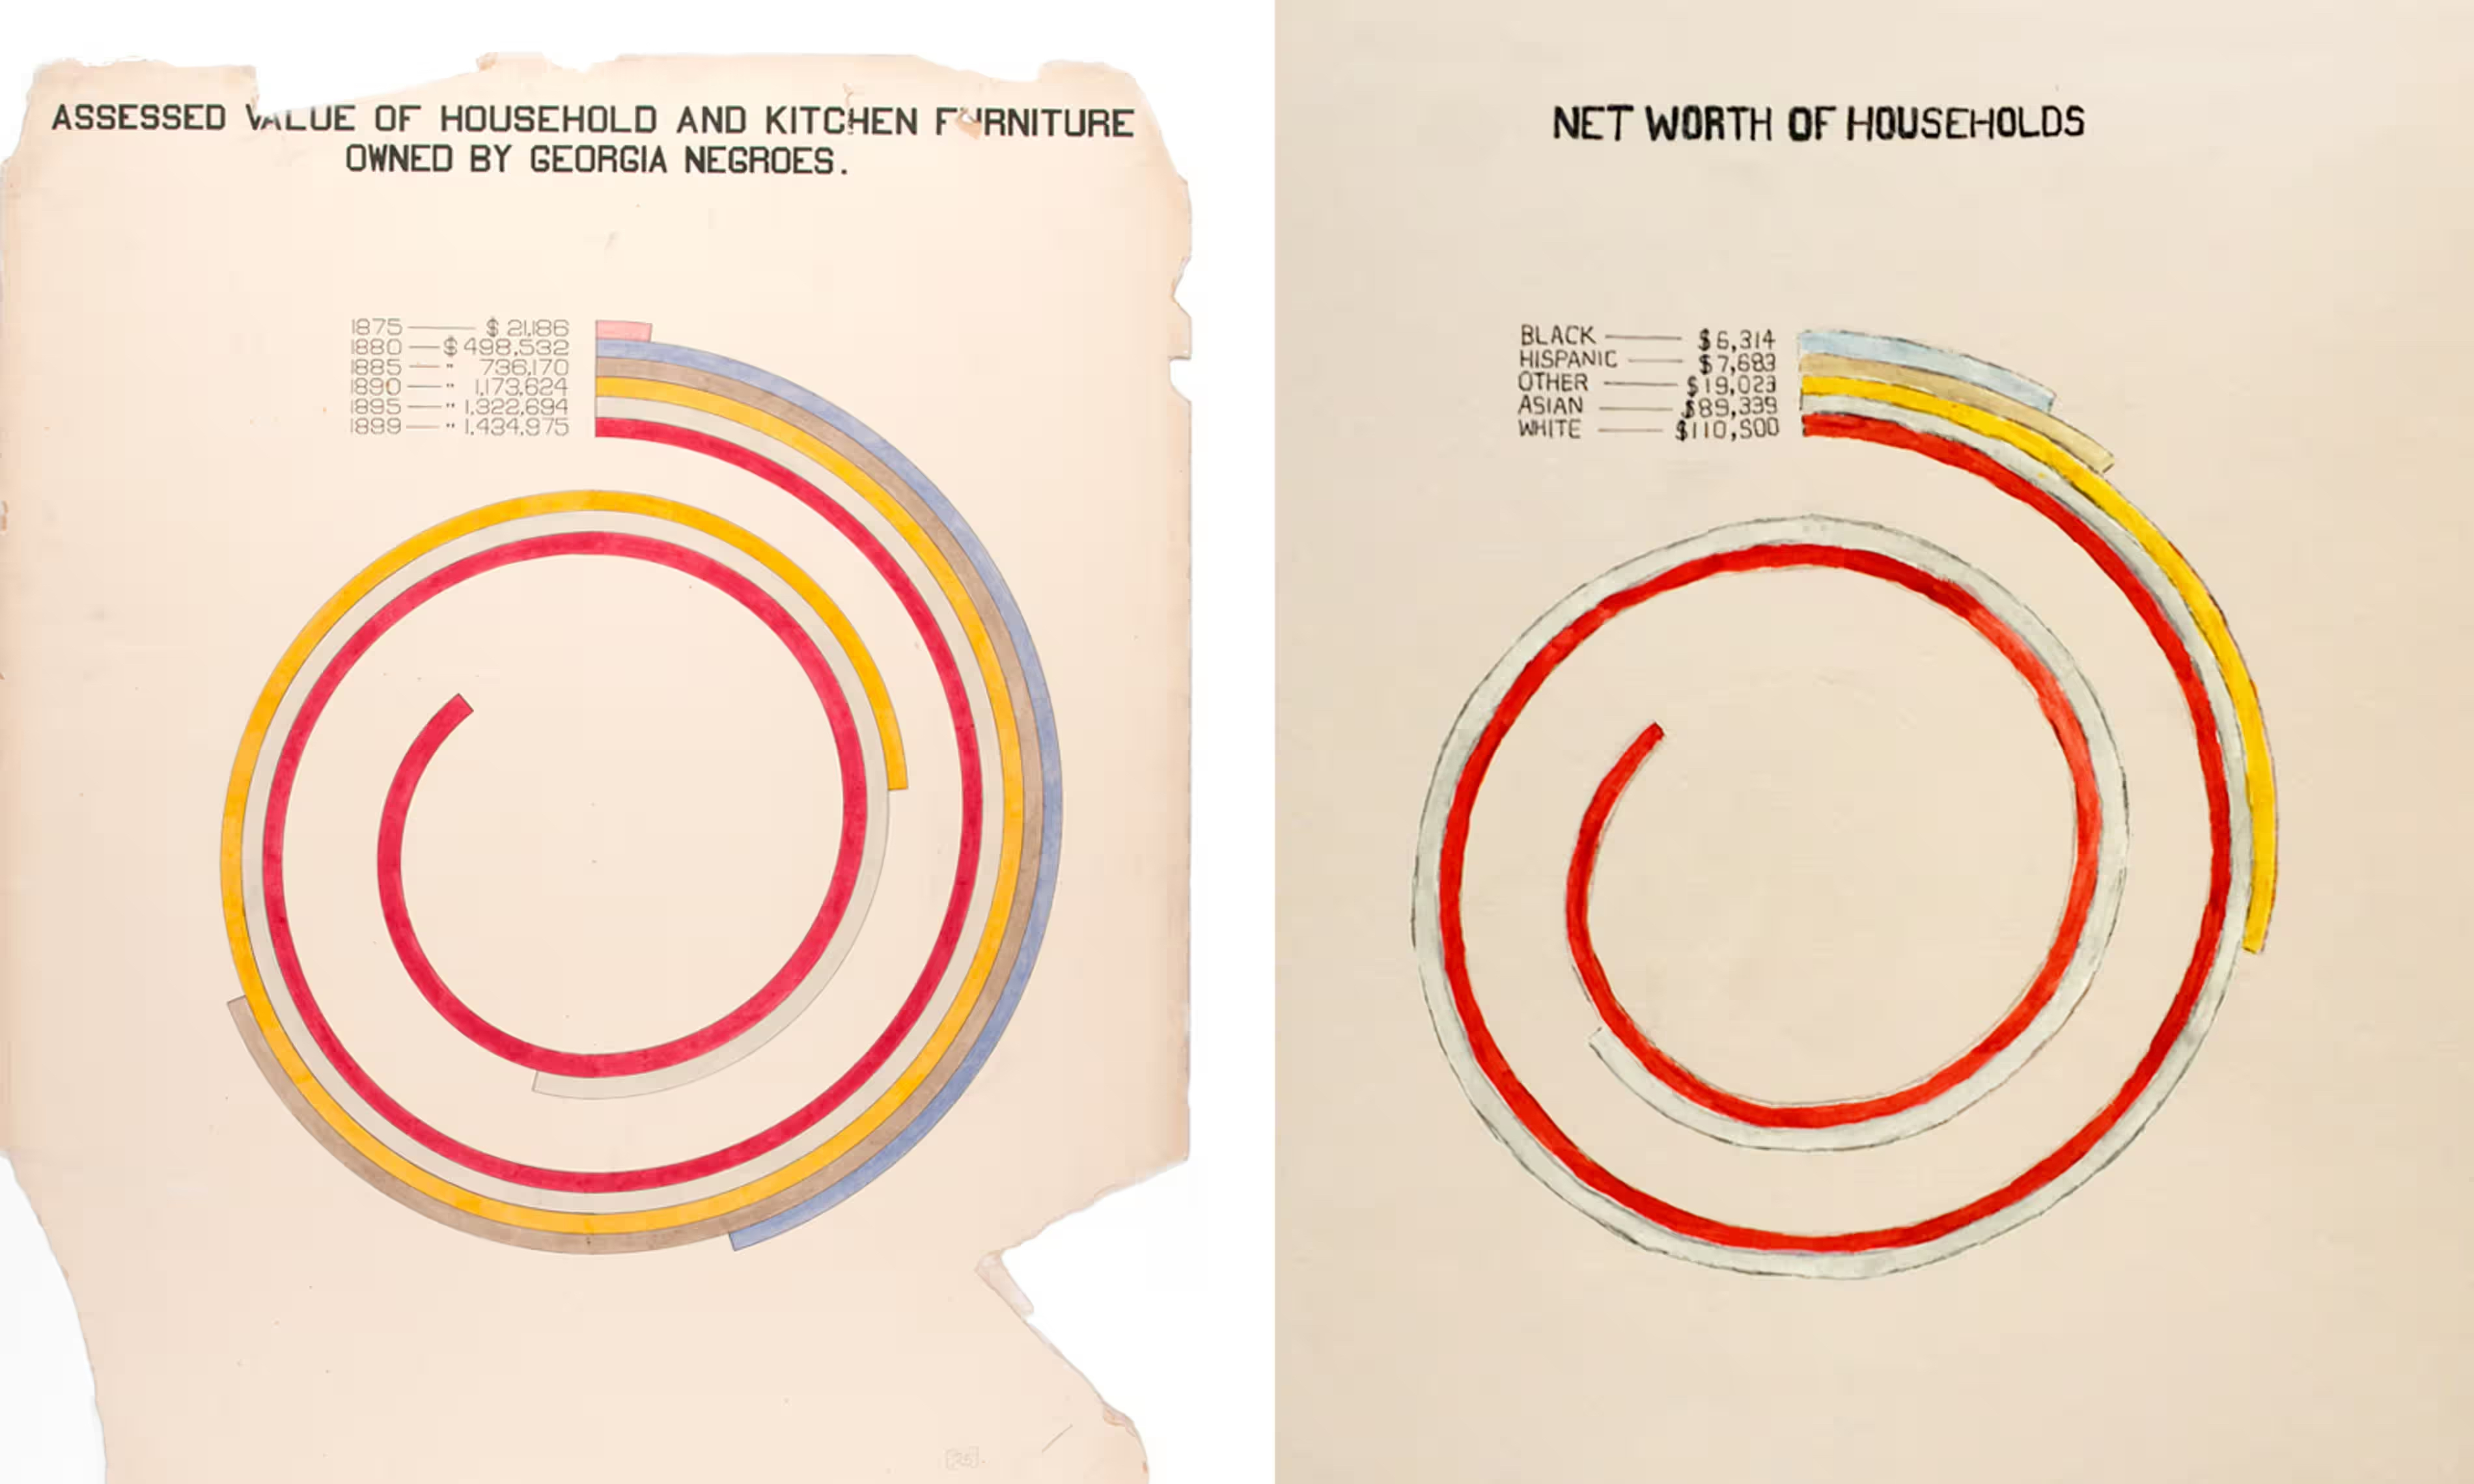 ASSESSED VALUE OF HOUSEHOLD AND KITCHEN FURNITURE
OWNED BY GEORGIA NEGROES.
1875 —— $ 21,186
1880 — $ 498,532
1885 — " 736,170
1890 — " 1,173,624
1895 — " 1,322,694
1899 — " 1,434,975
NET WORTH OF HOUSEHOLDS
BLACK —— $6,314
HISPANIC —— $7,683
OTHER —— $19,023
ASIAN —— $89,339
WHITE —— $110,500